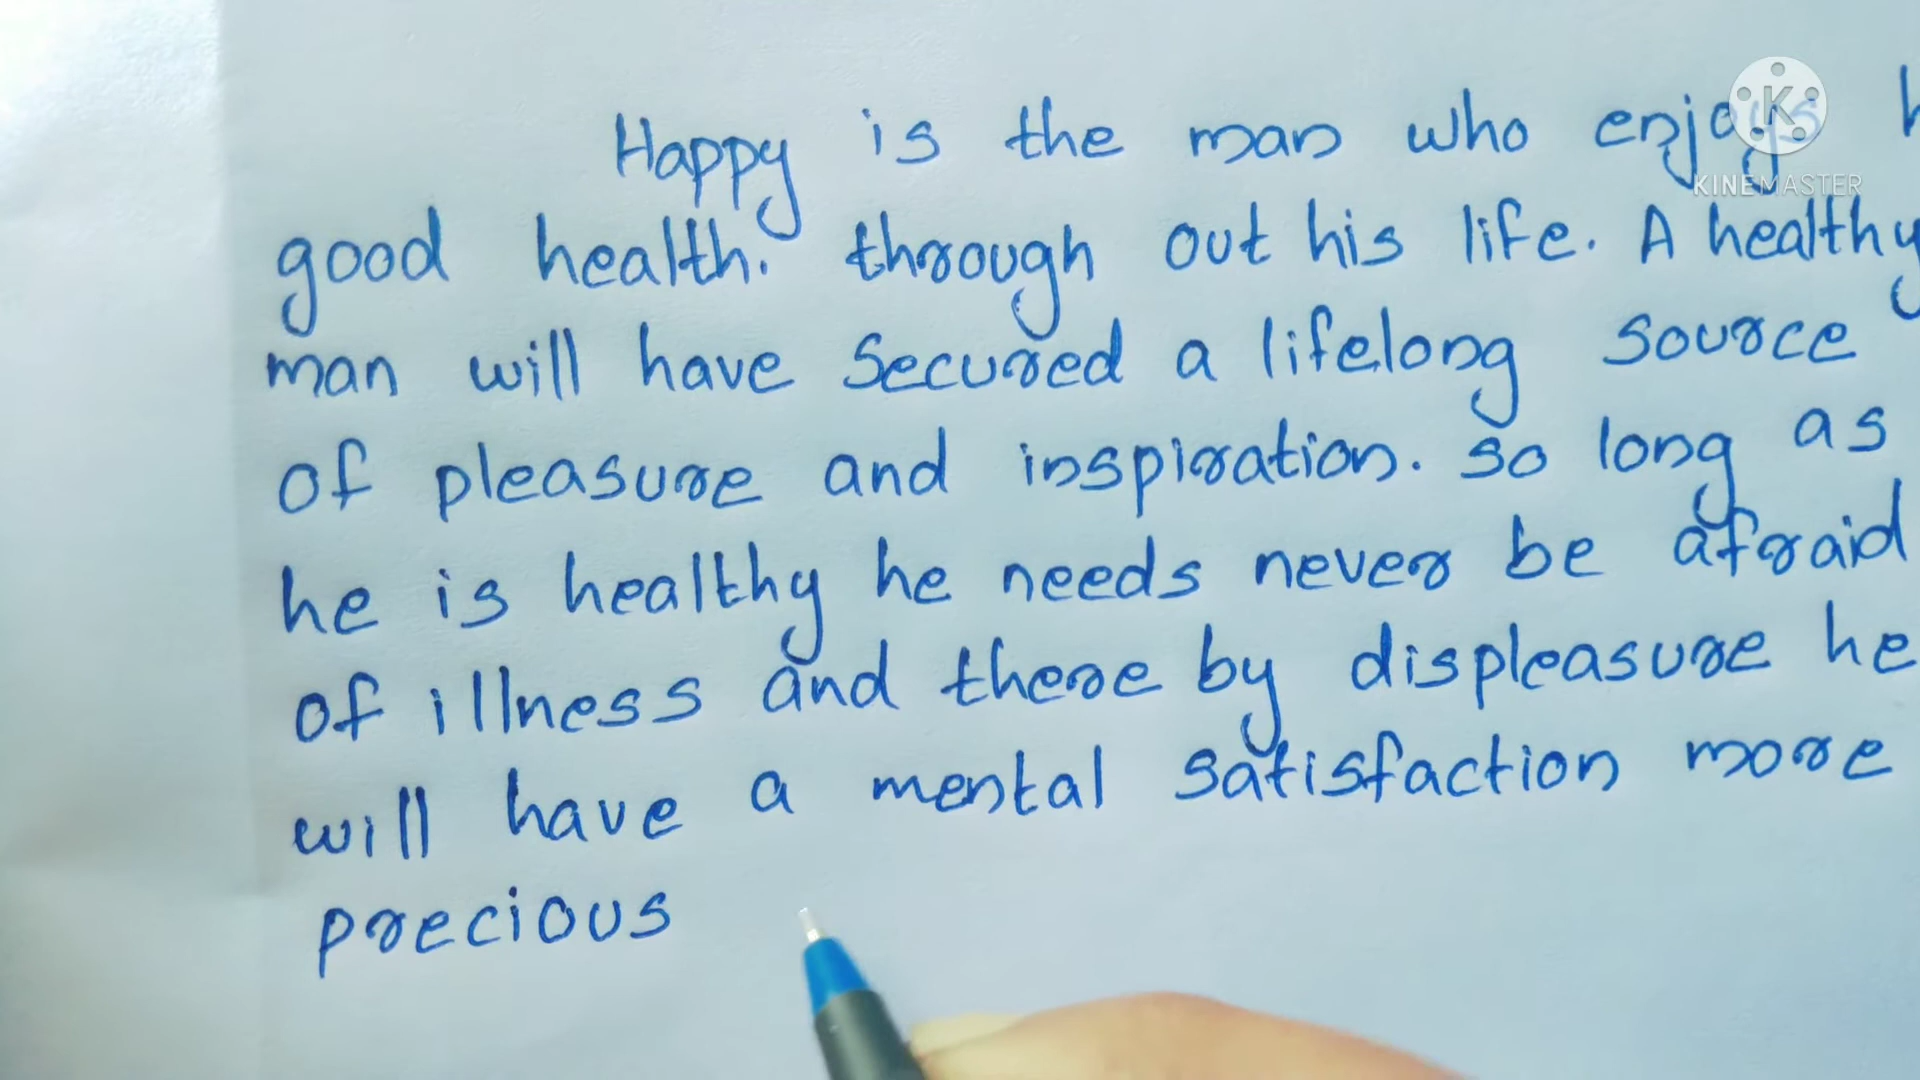 Happy is the man who enjoys
good health. through out his life. A healthy
man will have secured a lifelong source
of pleasure and inspiration. so long as
he is healthy he needs never be afraid
of illness and there by displeasure he
will have a mental satisfaction more
precious
K
KINEMASTER